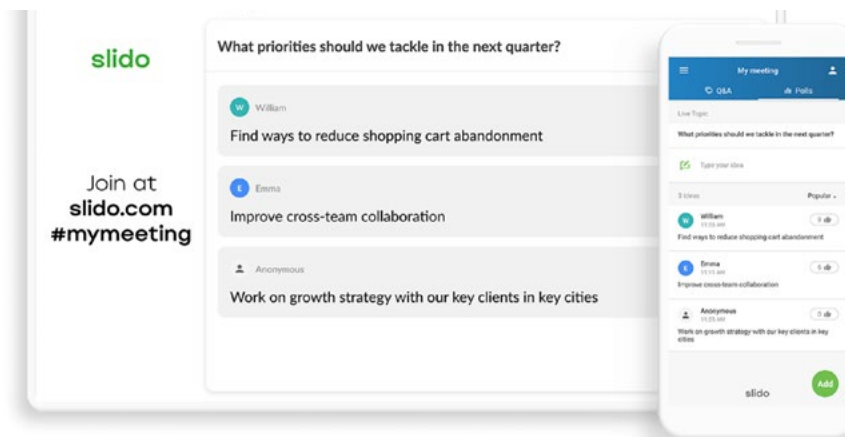 slido
Join at
slido.com
#mymeeting
What priorities should we tackle in the next quarter?
W William
Find ways to reduce shopping cart abandonment
E Emma
Improve cross-team collaboration
Anonymous
Work on growth strategy with our key clients in key cities
My meeting
Q&A Polls
Live Topic
What priorities should we tackle in the next quarter?
Type your idea
ideas Popular
W William
Find ways to reduce shopping cart abandonment
E Emma
11:15 AM
Improve cross-team collaboration
Anonymous
Work on growth strategy with our key clients in key
cities
Add
slido